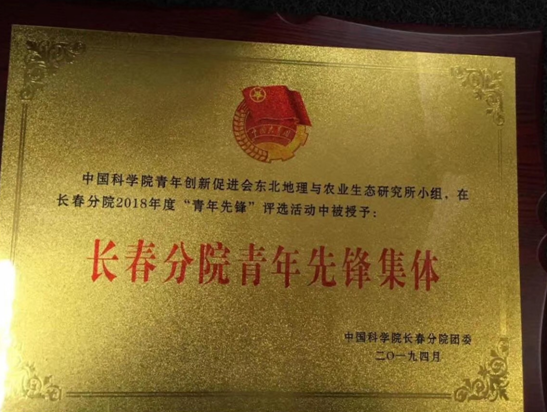 中国科学院青年创新促进会东北地理与农业生态研究所小组，在
长春分院2018年度“青年先锋”评选活动中被授予：
长春分院青年先锋集体
中国科学院长春分院团委
二〇一九四月